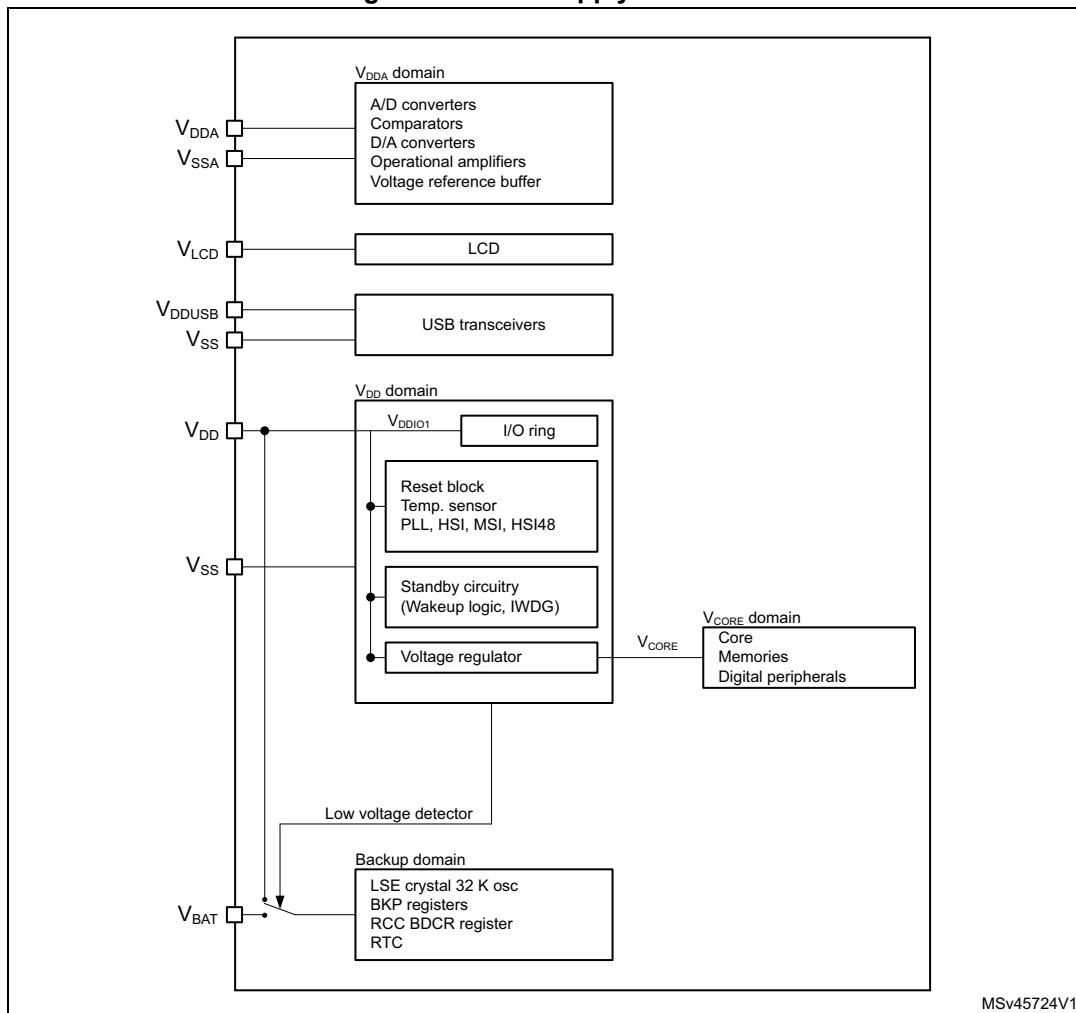 VDDA domain
A/D converters
Comparators
D/A converters
Operational amplifiers
Voltage reference buffer
VDDA
VSSA
VLCD
LCD
VDDUSB
VSS
USB transceivers
VDD domain
VDD
VDDIO1
I/O ring
Reset block
Temp. sensor
PLL, HSI, MSI, HSI48
VSS
Standby circuitry
(Wakeup logic, IWDG)
Voltage regulator
VCORE
VCORE domain
Core
Memories
Digital peripherals
Low voltage detector
Backup domain
LSE crystal 32 K osc
BKP registers
RCC BDCR register
RTC
VBAT
MSv45724V1